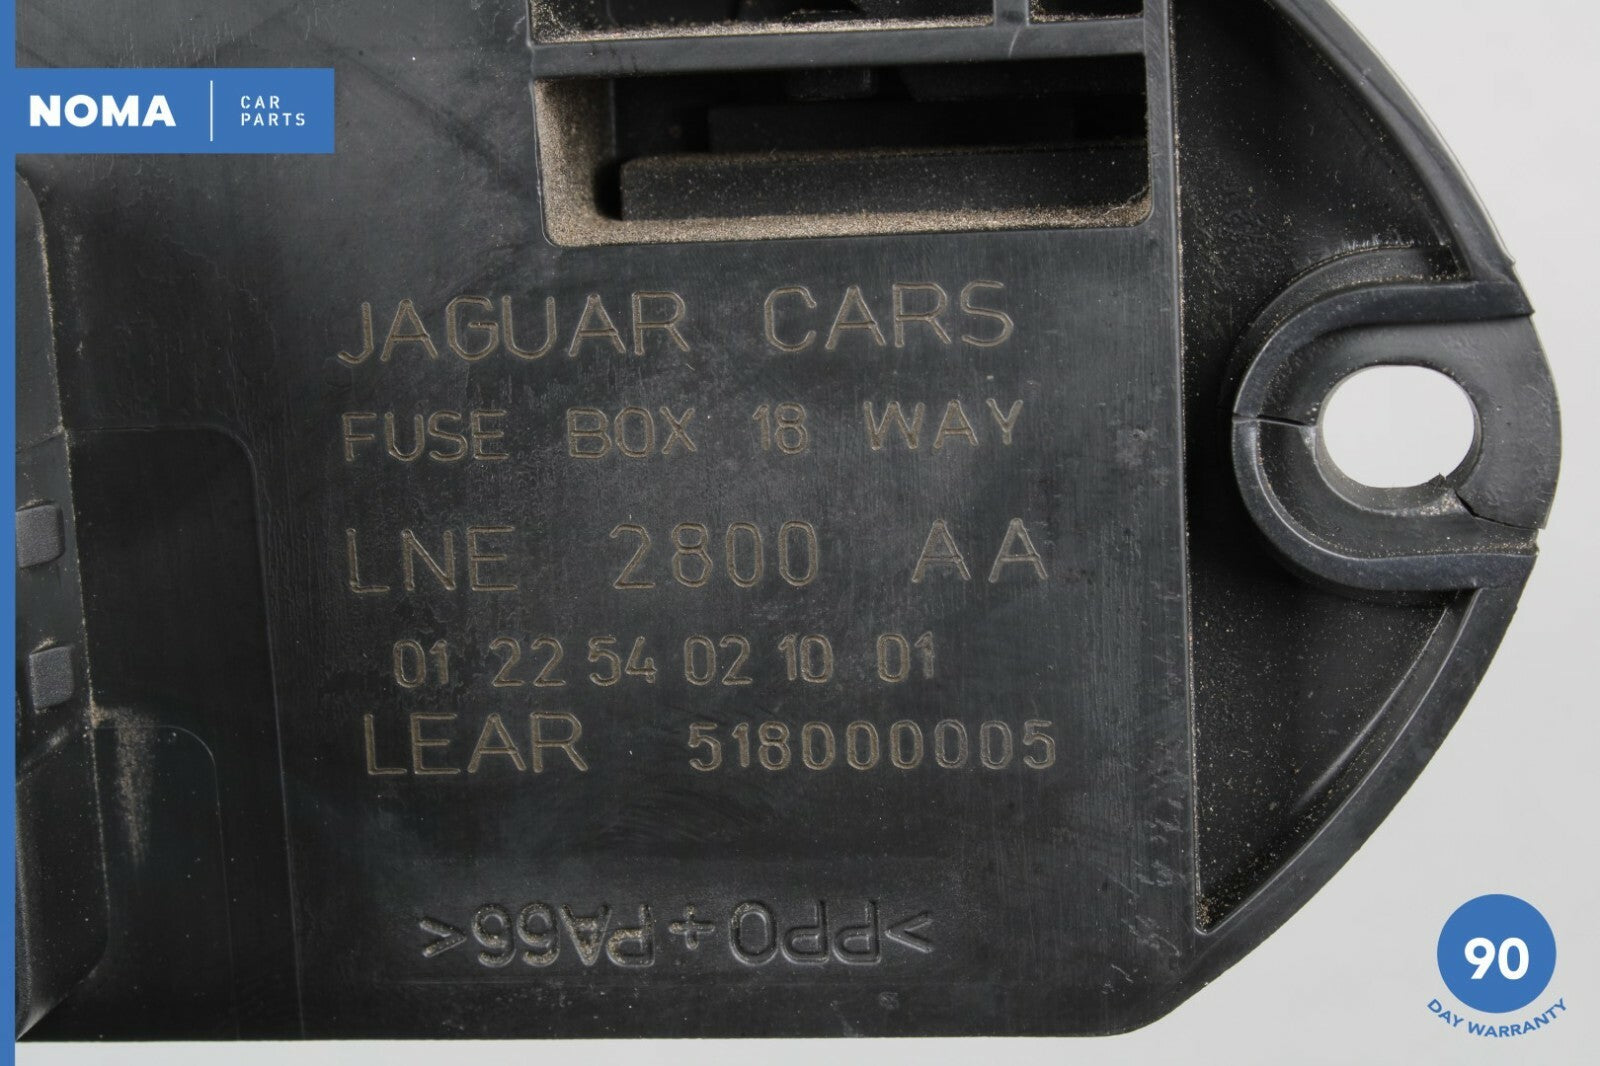 NOMA
CAR
PARTS
JAGUAR CARS
FUSE BOX 18 WAY
LNE 2800 AA
01 22 54 02 10 01
LEAR 518000005
>PPO+PA66<
90
DAY WARRANTY